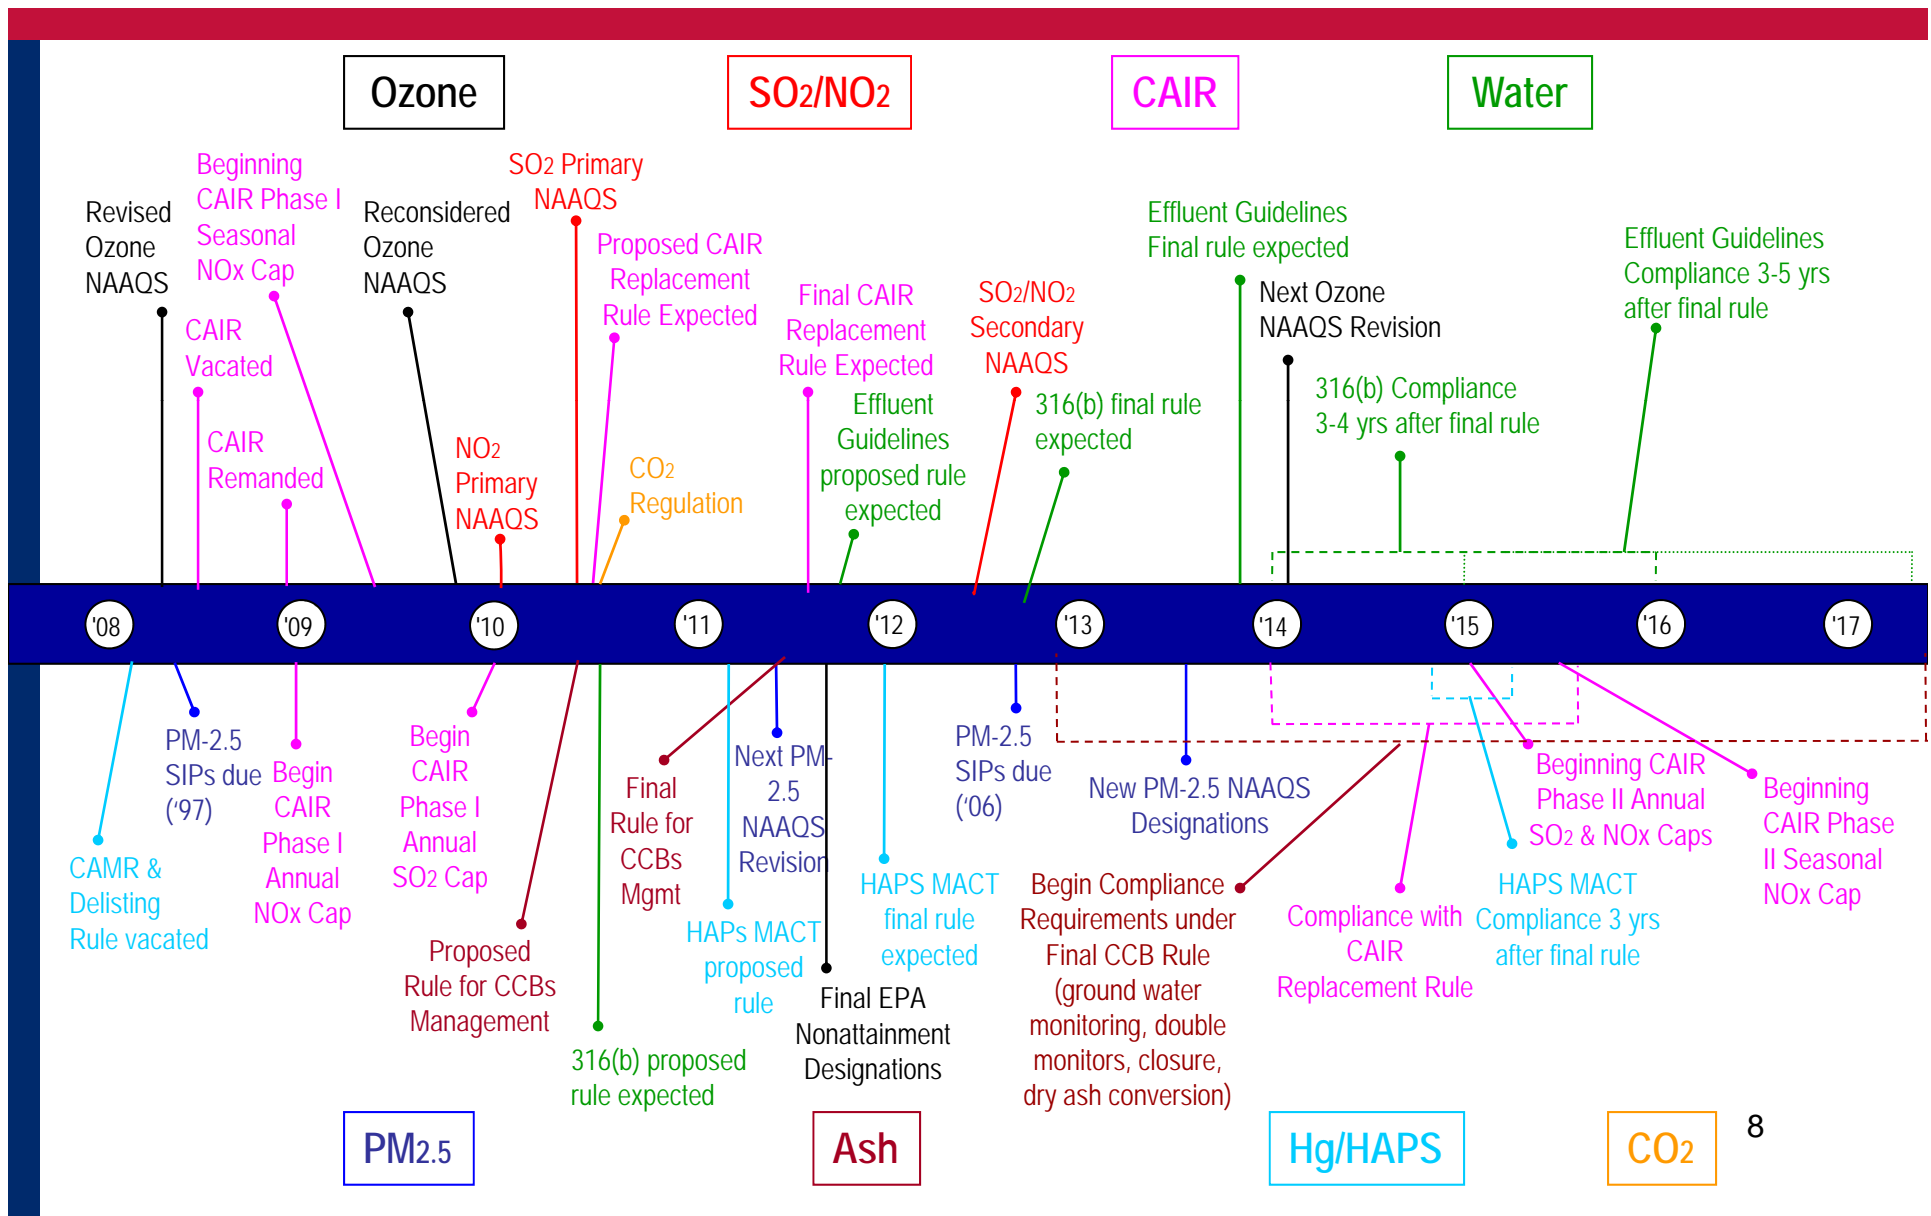 Ozone
SO2/NO2
CAIR
Water
Revised
Ozone
NAAQS
Beginning
CAIR Phase I
Seasonal
NOx Cap
CAIR
Vacated
CAIR
Remanded
Reconsidered
Ozone
NAAQS
NO2
Primary
NAAQS
SO2 Primary
NAAQS
Proposed CAIR
Replacement
Rule Expected
CO2
Regulation
Final CAIR
Replacement
Rule Expected
Effluent
Guidelines
proposed rule
expected
SO2/NO2
Secondary
NAAQS
316(b) final rule
expected
Effluent Guidelines
Final rule expected
Next Ozone
NAAQS Revision
316(b) Compliance
3-4 yrs after final rule
Effluent Guidelines
Compliance 3-5 yrs
after final rule
'08
'09
'10
'11
'12
'13
'14
'15
'16
'17
CAMR &
Delisting
Rule vacated
PM-2.5
SIPs due
(‘97)
Begin
CAIR
Phase I
Annual
NOx Cap
Begin
CAIR
Phase I
Annual
SO2 Cap
Proposed
Rule for CCBs
Management
316(b) proposed
rule expected
Final
Rule for
CCBs
Mgmt
HAPs MACT
proposed
rule
Next PM-
2.5
NAAQS
Revision
Final EPA
Nonattainment
Designations
HAPS MACT
final rule
expected
PM-2.5
SIPs due
(‘06)
New PM-2.5 NAAQS
Designations
Begin Compliance
Requirements under
Final CCB Rule
(ground water
monitoring, double
monitors, closure,
dry ash conversion)
Compliance with
CAIR
Replacement Rule
Beginning CAIR
Phase II Annual
SO2 & NOx Caps
HAPS MACT
Compliance 3 yrs
after final rule
Beginning
CAIR Phase
II Seasonal
NOx Cap
PM2.5
Ash
Hg/HAPS
CO2
8